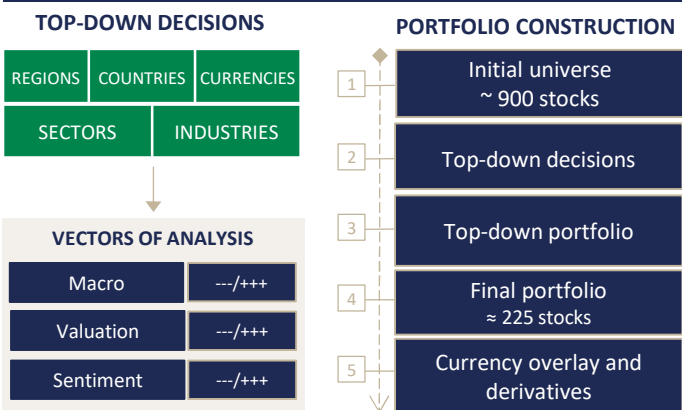 TOP-DOWN DECISIONS
REGIONS
COUNTRIES
CURRENCIES
SECTORS
INDUSTRIES
VECTORS OF ANALYSIS
Macro
---/+++
Valuation
---/+++
Sentiment
---/+++
PORTFOLIO CONSTRUCTION
1
Initial universe
~ 900 stocks
2
Top-down decisions
3
Top-down portfolio
4
Final portfolio
≈ 225 stocks
5
Currency overlay and
derivatives